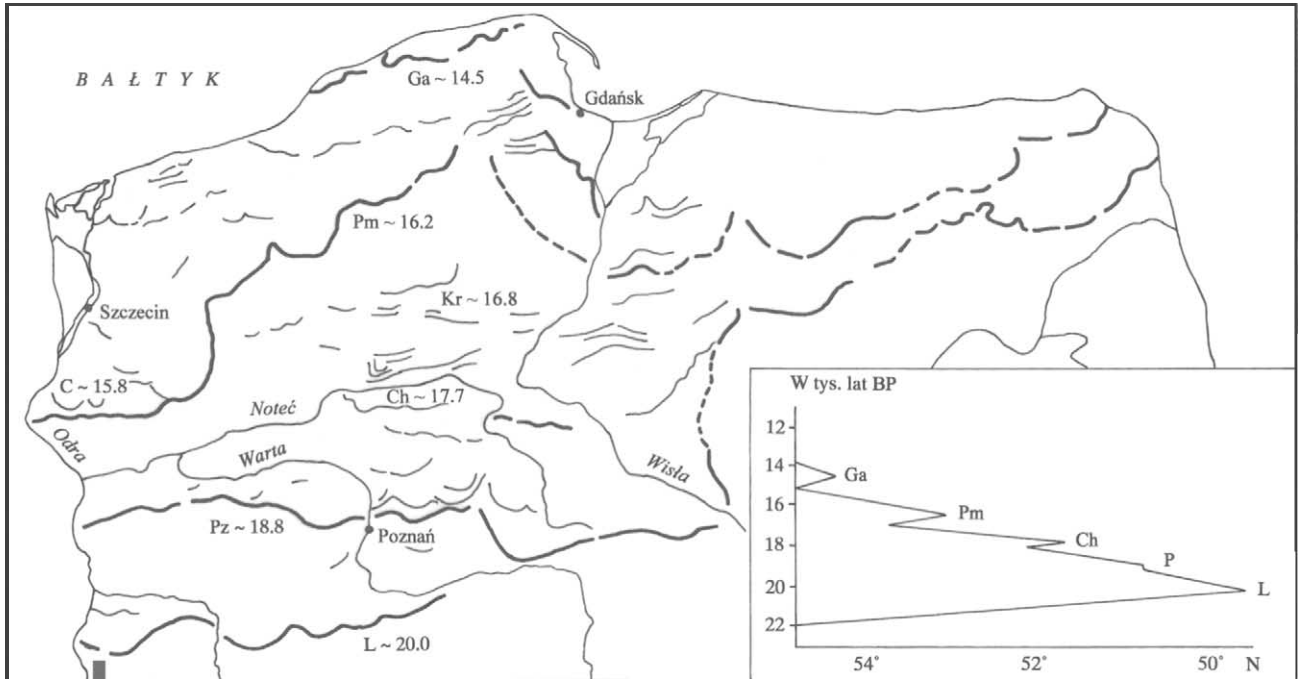 BAŁTYK
Ga ~ 14.5
Gdańsk
Pm ~ 16.2
Kr ~ 16.8
Szczecin
C ~ 15.8
Ch ~ 17.7
Noteć
Odra
Warta
Wisła
Pz ~ 18.8
Poznań
L ~ 20.0
W tys. lat BP
12
14
Ga
16
Pm
18
Ch
P
20
L
22
54° 52° 50° N